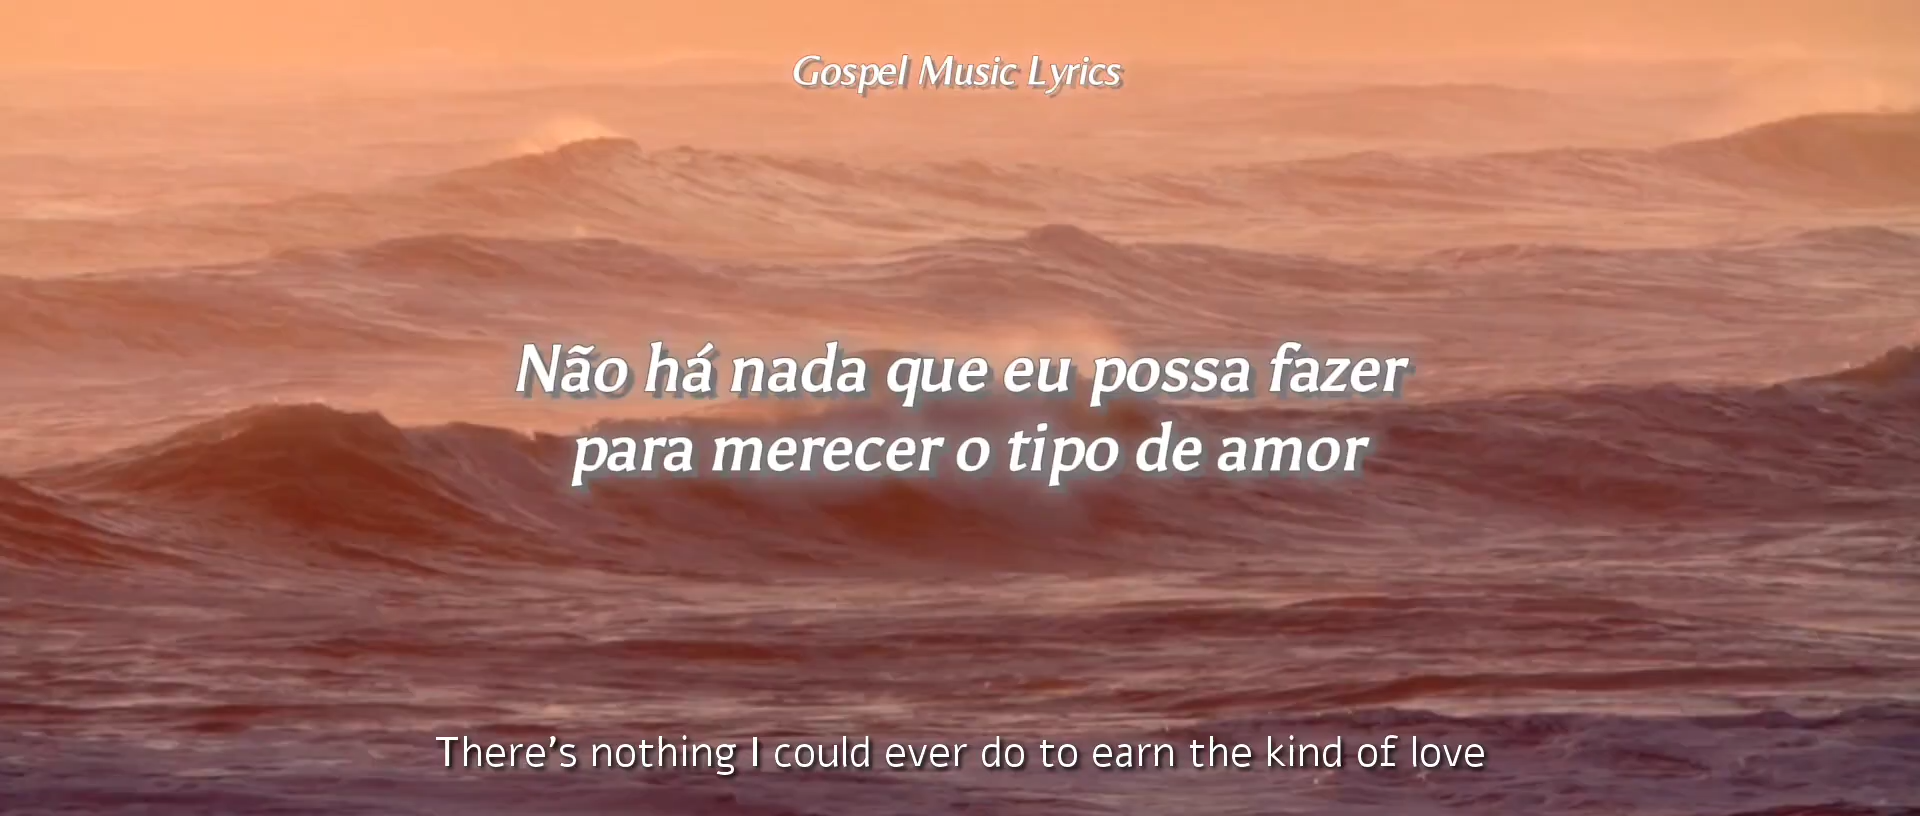 Gospel Music Lyrics
Não há nada que eu possa fazer
para merecer o tipo de amor
There's nothing I could ever do to earn the kind of love